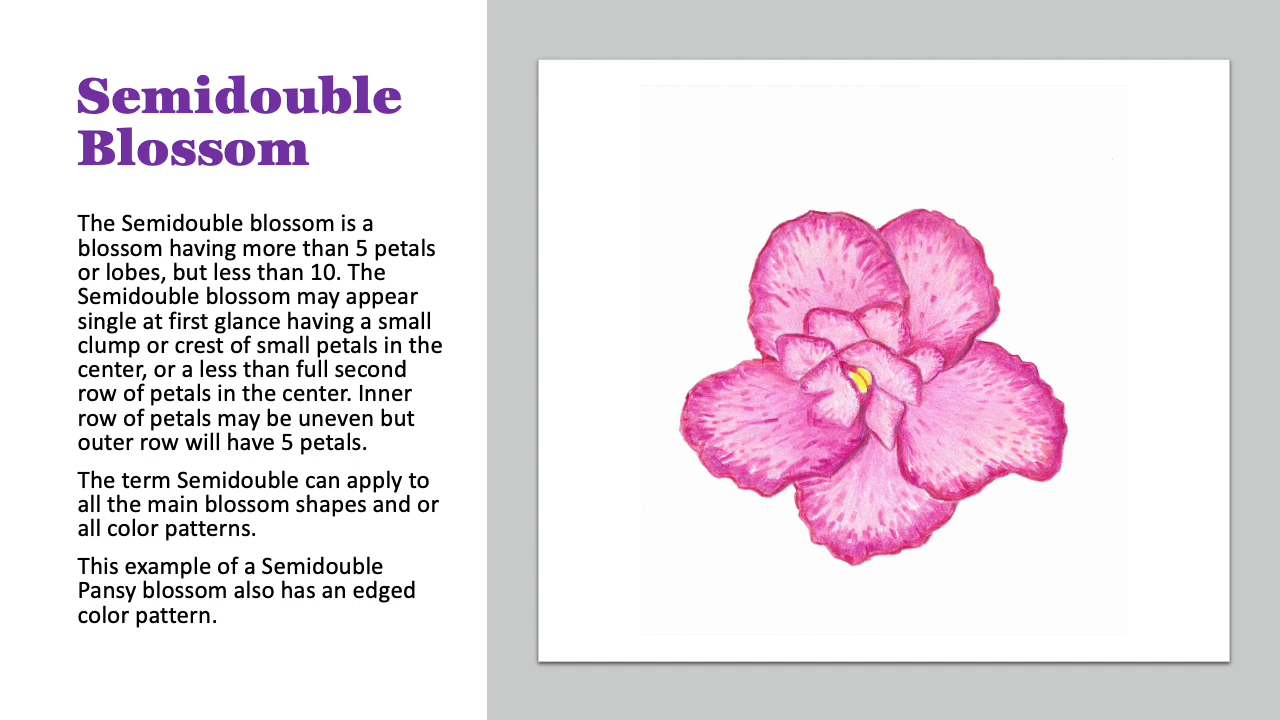 Semidouble
Blossom
The Semidouble blossom is a
blossom having more than 5 petals
or lobes, but less than 10. The
Semidouble blossom may appear
single at first glance having a small
clump or crest of small petals in the
center, or a less than full second
row of petals in the center. Inner
row of petals may be uneven but
outer row will have 5 petals.
The term Semidouble can apply to
all the main blossom shapes and or
all color patterns.
This example of a Semidouble
Pansy blossom also has an edged
color pattern.